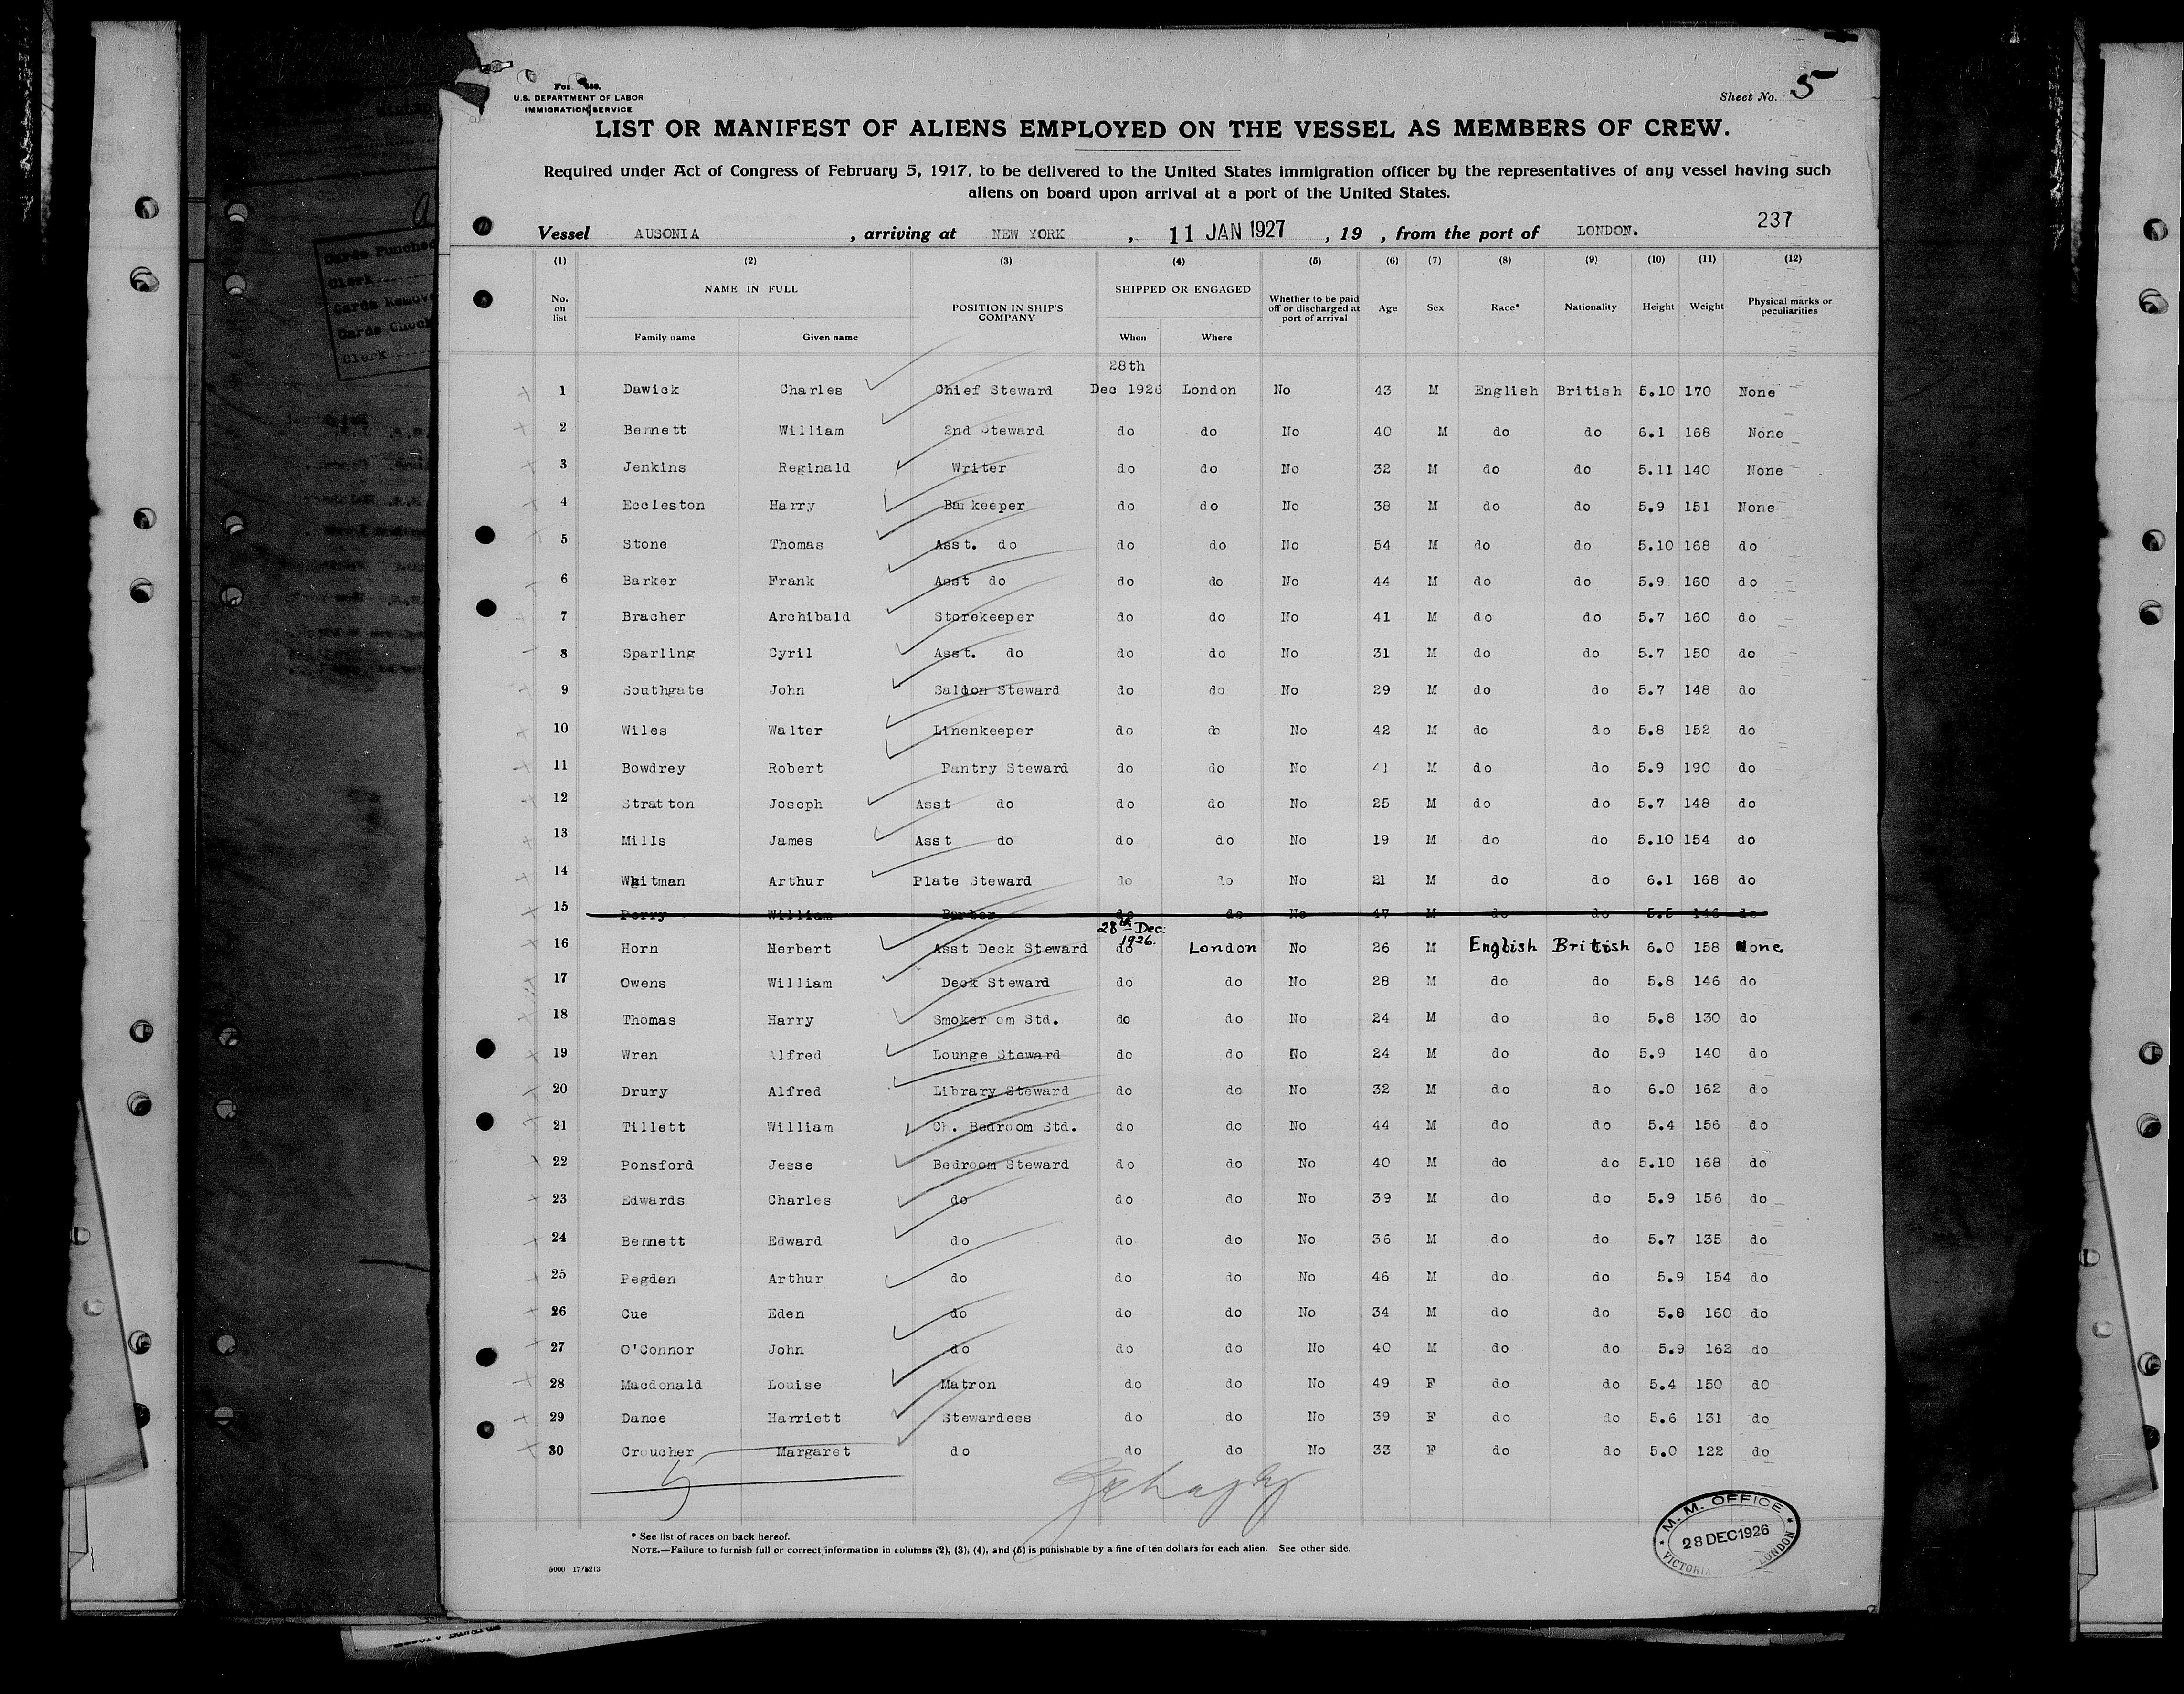 U.S. DEPARTMENT OF LABOR
IMMIGRATION SERVICE
Sheet No. 5
LIST OR MANIFEST OF ALIENS EMPLOYED ON THE VESSEL AS MEMBERS OF CREW.
Required under Act of Congress of February 5, 1917, to be delivered to the United States immigration officer by the representatives of any vessel having such
aliens on board upon arrival at a port of the United States.
237
Vessel AUSONIA , arriving at NEW YORK , 11 JAN 1927 , 19 , from the port of LONDON.
(1) (2) (3) (4) (5) (6) (7) (8) (9) (10) (11) (12)
No. on list NAME IN FULL POSITION IN SHIP'S COMPANY SHIPPED OR ENGAGED Whether to be paid off or discharged at port of arrival Age Sex Race* Nationality Height Weight Physical marks or peculiarities
Family name Given name When Where
28th
1 Dawick Charles Chief Steward Dec 1926 London No 43 M English British 5.10 170 None
2 Bennett William 2nd Steward do do No 40 M do do 6.1 168 None
3 Jenkins Reginald Writer do do No 32 M do do 5.11 140 None
4 Eccleston Harry Barkeeper do do No 38 M do do 5.9 151 None
5 Stone Thomas Asst. do do do No 54 M do do 5.10 168 do
6 Barker Frank Asst do do do No 44 M do do 5.9 160 do
7 Bracher Archibald Storekeeper do do No 41 M do do 5.7 160 do
8 Sparling Cyril Asst. do do do No 31 M do do 5.7 150 do
9 Southgate John Saloon Steward do do No 29 M do do 5.7 148 do
10 Wiles Walter Linenkeeper do do No 42 M do do 5.8 152 do
11 Bowdrey Robert Pantry Steward do do No 41 M do do 5.9 190 do
12 Stratton Joseph Asst do do do No 25 M do do 5.7 148 do
13 Mills James Asst do do do No 19 M do do 5.10 154 do
14 Whitman Arthur Plate Steward do do No 21 M do do 6.1 168 do
15 Perry William Barber do do No 47 M do do 5.5 146 do
28th Dec: 1926.
16 Horn Herbert Asst Deck Steward do London No 26 M English British 6.0 158 None
17 Owens William Deck Steward do do No 28 M do do 5.8 146 do
18 Thomas Harry Smoker om Std. do do No 24 M do do 5.8 130 do
19 Wren Alfred Lounge Steward do do No 24 M do do 5.9 140 do
20 Drury Alfred Library Steward do do No 32 M do do 6.0 162 do
21 Tillett William Ch. Bedroom Std. do do No 44 M do do 5.4 156 do
22 Ponsford Jesse Bedroom Steward do do No 40 M do do 5.10 168 do
23 Edwards Charles do do do No 39 M do do 5.9 156 do
24 Bennett Edward do do do No 36 M do do 5.7 135 do
25 Pegden Arthur do do do No 46 M do do 5.9 154 do
26 Cue Eden do do do No 34 M do do 5.8 160 do
27 O'Connor John do do do No 40 M do do 5.9 162 do
28 Macdonald Louise Matron do do No 49 F do do 5.4 150 do
29 Dance Harriett Stewardess do do No 39 F do do 5.6 131 do
30 Croucher Margaret do do do No 33 F do do 5.0 122 do
* See list of races on back hereof.
NOTE.—Failure to furnish full or correct information in columns (2), (3), (4), and (5) is punishable by a fine of ten dollars for each alien. See other side.
M. M. OFFICE
28 DEC 1926
VICTORIA LONDON
Cards Punched
Clerk
Cards Remove
Cards Check
Clerk